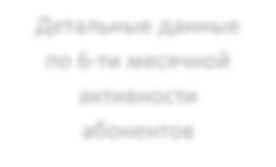 Детальные данные
по 6-ти месячной
активности
абонентов